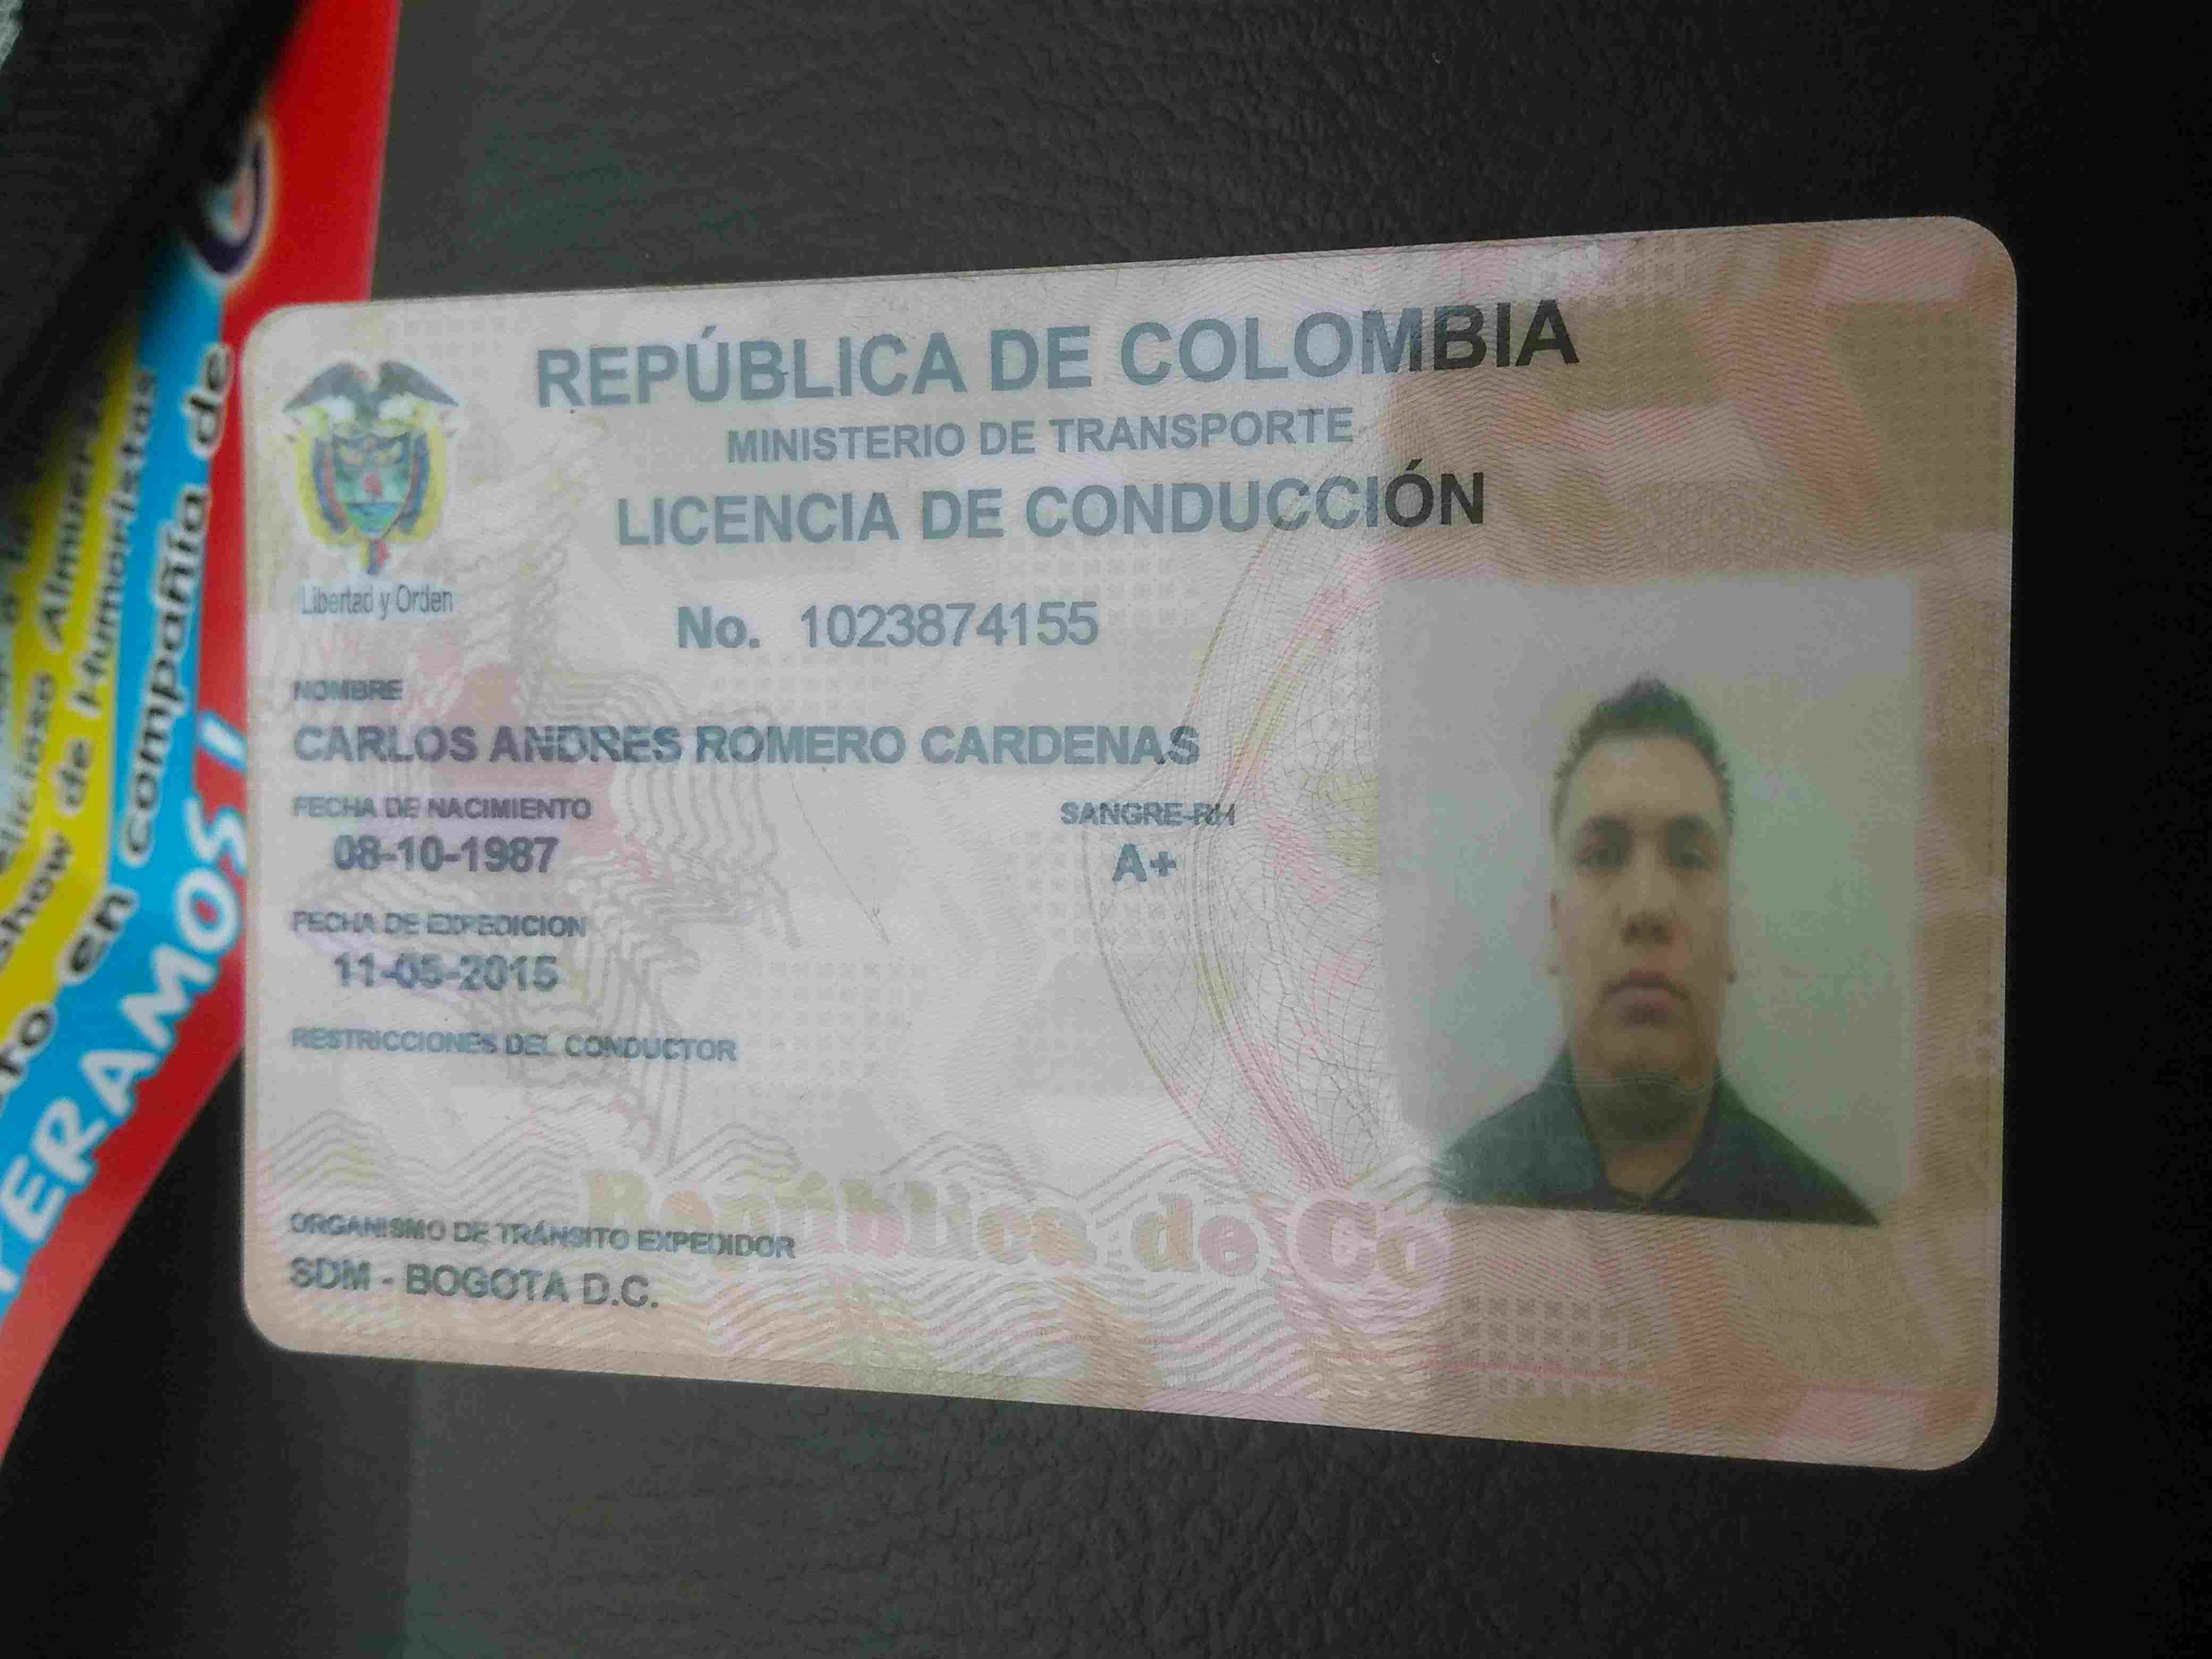 REPÚBLICA DE COLOMBIA
MINISTERIO DE TRANSPORTE
LICENCIA DE CONDUCCIÓN
Libertad y Orden
No. 1023874155
NOMBRE
CARLOS ANDRES ROMERO CARDENAS
FECHA DE NACIMIENTO
08-10-1987
SANGRE-RH
A+
FECHA DE EXPEDICION
11-05-2015
RESTRICCIONES DEL CONDUCTOR
República de Co
ORGANISMO DE TRÁNSITO EXPEDIDOR
SDM - BOGOTA D.C.
Show de Humoristas
en compañía de